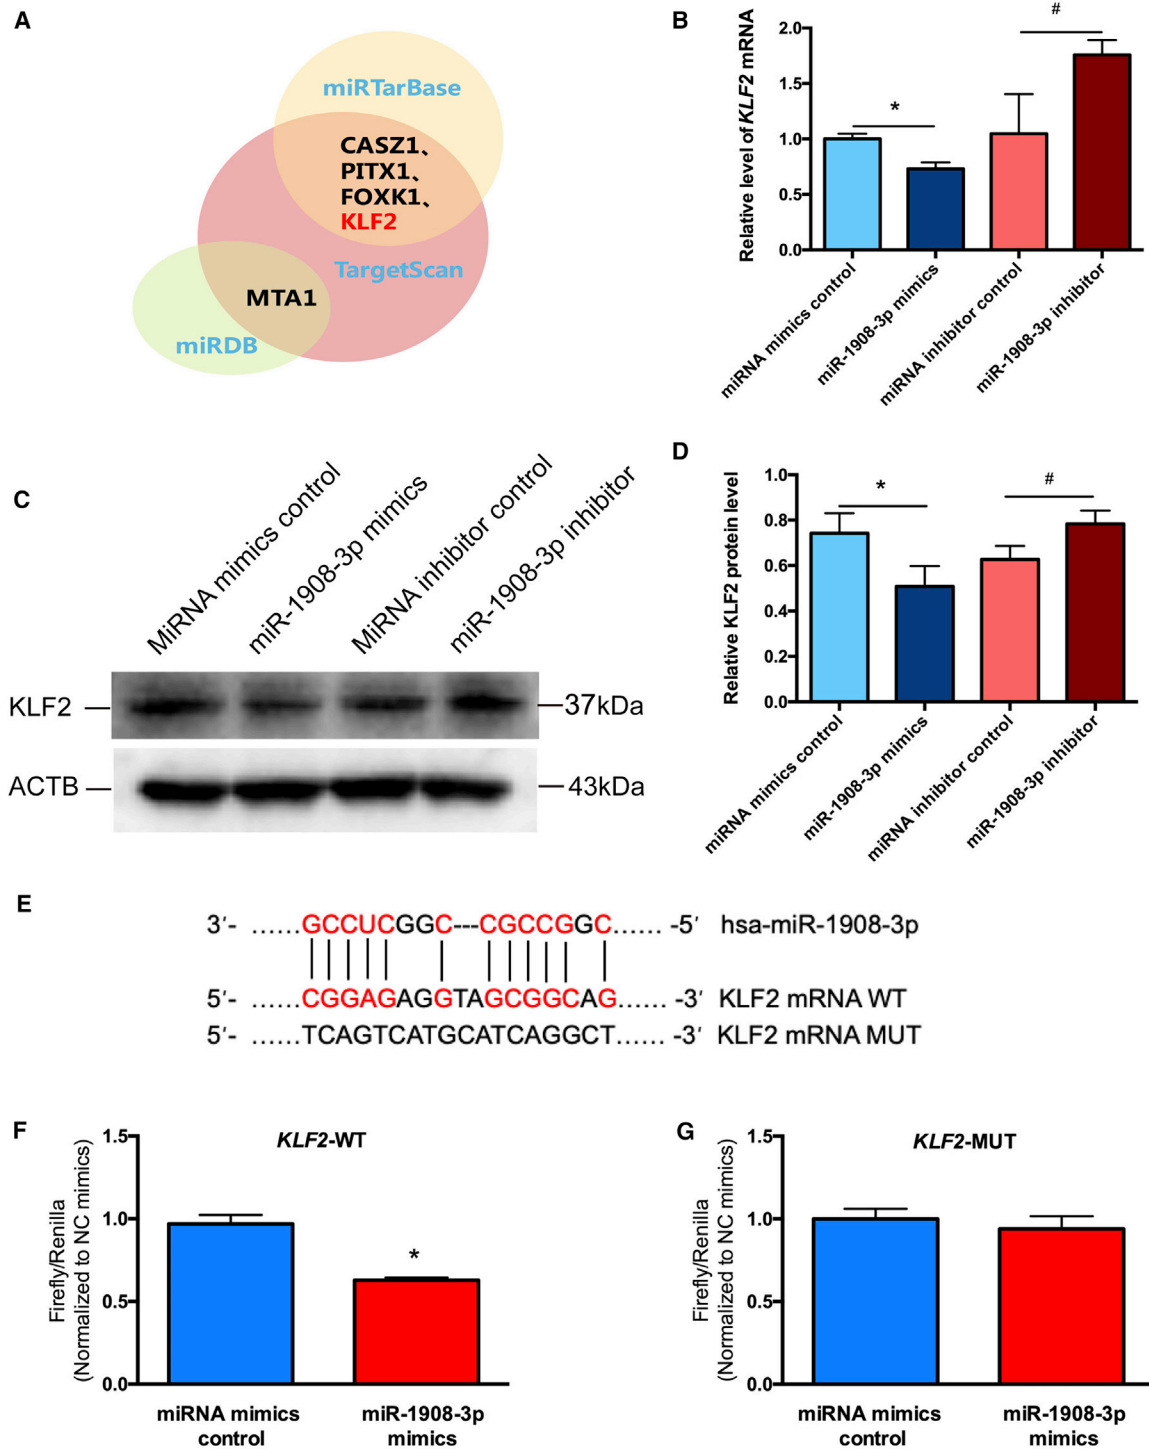 A
miRTarBase
CASZ1、
PITX1、
FOXK1、
KLF2
TargetScan
MTA1
miRDB
B
Relative level of KLF2 mRNA
2.0
1.5
1.0
0.5
0.0
*
#
miRNA mimics control
miR-1908-3p mimics
miRNA inhibitor control
miR-1908-3p inhibitor
C
MiRNA mimics control
miR-1908-3p mimics
MiRNA inhibitor control
miR-1908-3p inhibitor
KLF2
37kDa
ACTB
43kDa
D
Relative KLF2 protein level
1.0
0.8
0.6
0.4
0.2
0.0
*
#
miRNA mimics control
miR-1908-3p mimics
miRNA inhibitor control
miR-1908-3p inhibitor
E
3′- ......GCCUCGGC---CGCCGGC...... -5′ hsa-miR-1908-3p
5′- ......CGGAGAGGTAGCGGCAG...... -3′ KLF2 mRNA WT
5′- ......TCAGTCATGCATCAGGCT...... -3′ KLF2 mRNA MUT
F
KLF2-WT
Firefly/Renilla
(Normalized to NC mimics)
1.5
1.0
0.5
0.0
*
miRNA mimics
control
miR-1908-3p
mimics
G
KLF2-MUT
Firefly/Renilla
(Normalized to NC mimics)
1.5
1.0
0.5
0.0
miRNA mimics
control
miR-1908-3p
mimics